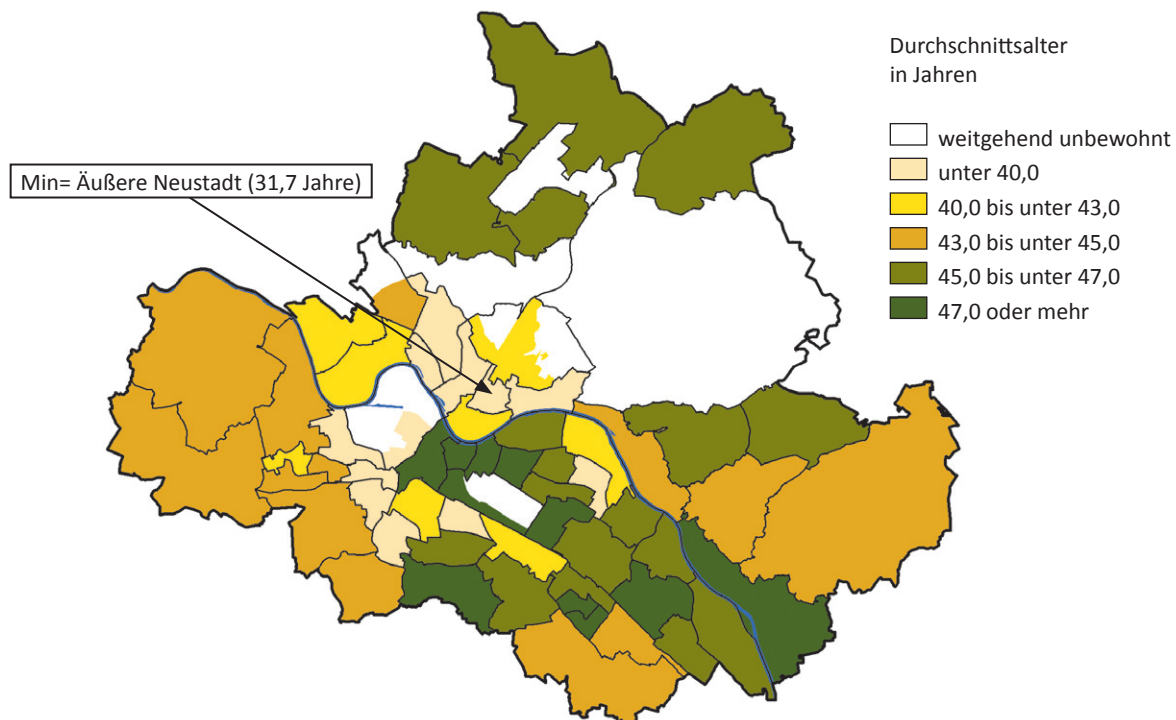 Durchschnittsalter
in Jahren
weitgehend unbewohnt
unter 40,0
40,0 bis unter 43,0
43,0 bis unter 45,0
45,0 bis unter 47,0
47,0 oder mehr
Min= Äußere Neustadt (31,7 Jahre)